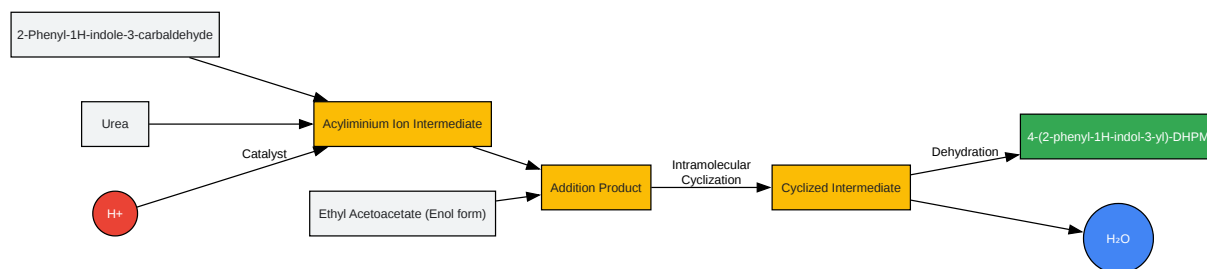 2-Phenyl-1H-indole-3-carbaldehyde
Urea
H+
Catalyst
Acyliminium Ion Intermediate
Ethyl Acetoacetate (Enol form)
Addition Product
Intramolecular
Cyclization
Cyclized Intermediate
Dehydration
4-(2-phenyl-1H-indol-3-yl)-DHPM
H₂O